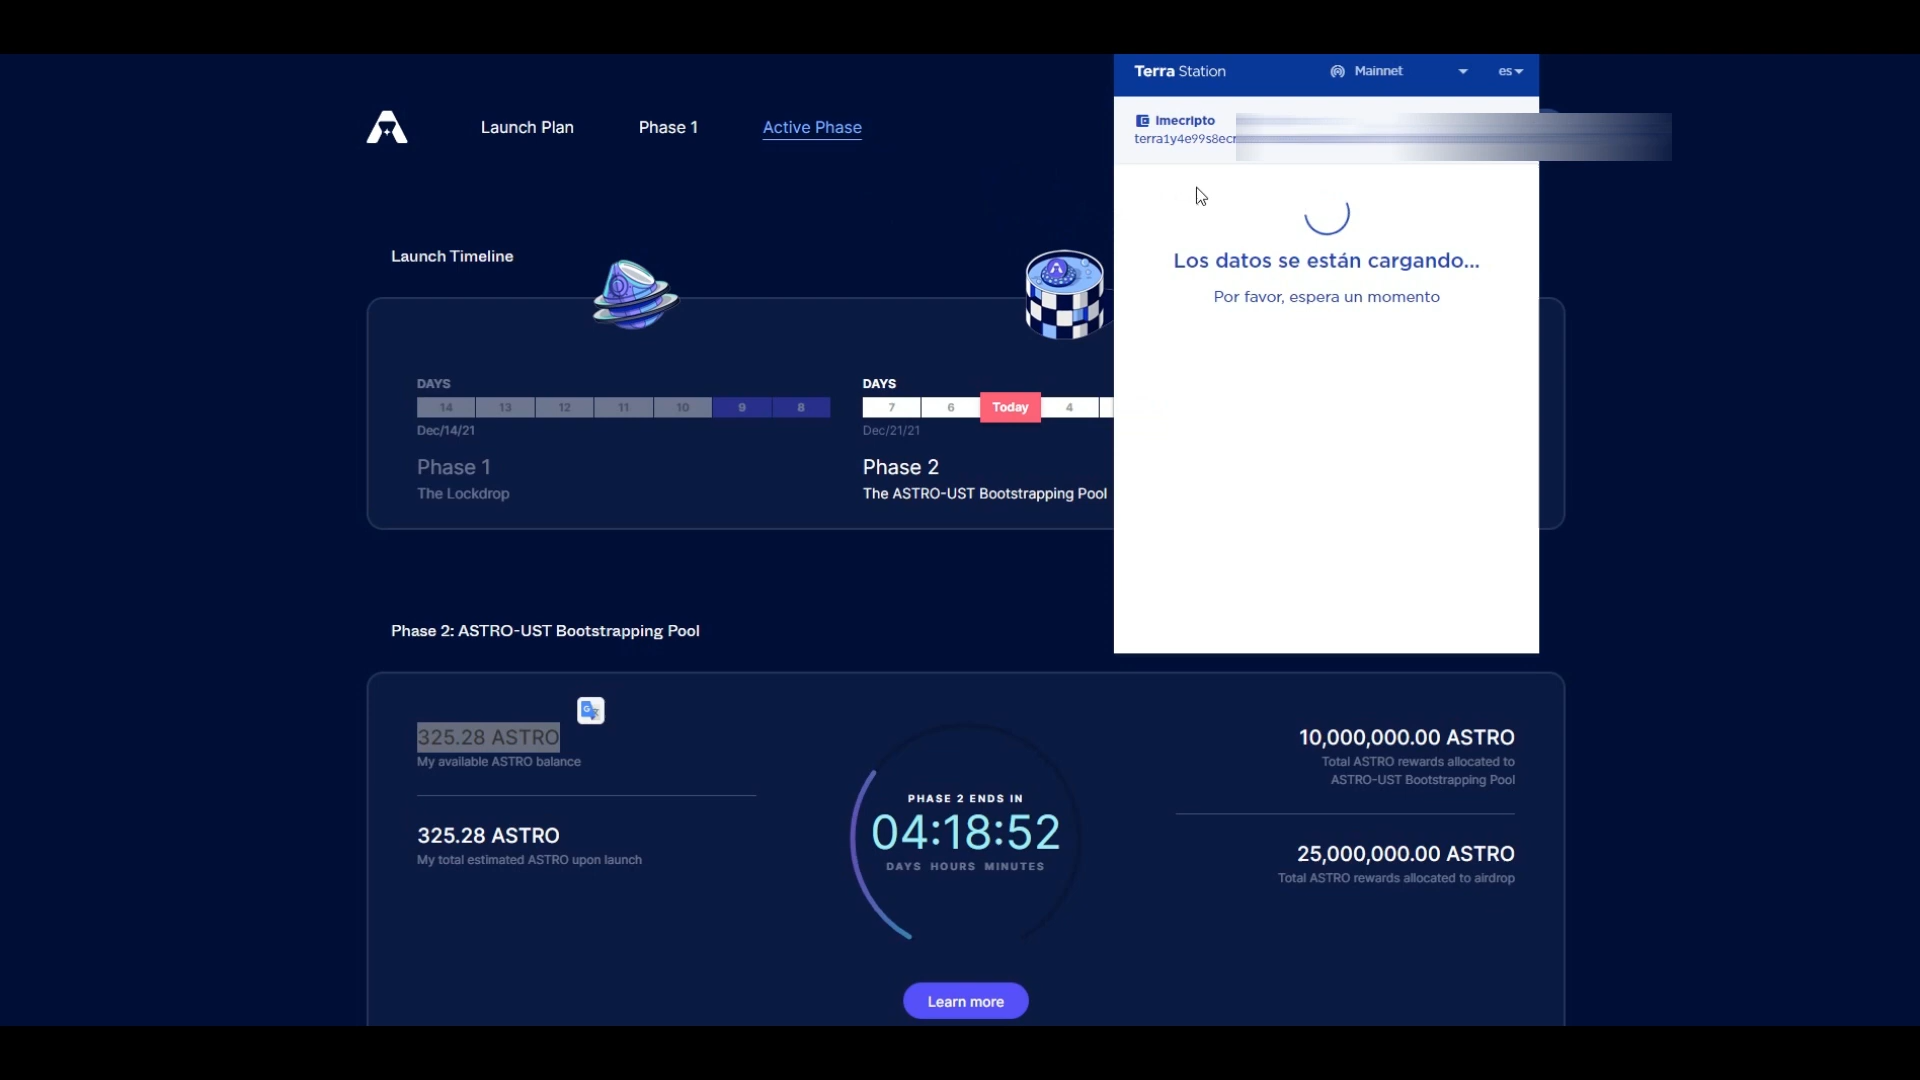 Terra Station
Mainnet
es
Imecripto
terra1y4e99s8ecr
Launch Plan
Phase 1
Active Phase
Los datos se están cargando...
Por favor, espera un momento
Launch Timeline
DAYS
14 13 12 11 10 9 8
Dec/14/21
Phase 1
The Lockdrop
DAYS
7 6 Today 4
Dec/21/21
Phase 2
The ASTRO-UST Bootstrapping Pool
Phase 2: ASTRO-UST Bootstrapping Pool
325.28 ASTRO
My available ASTRO balance
325.28 ASTRO
My total estimated ASTRO upon launch
PHASE 2 ENDS IN
04:18:52
DAYS HOURS MINUTES
10,000,000.00 ASTRO
Total ASTRO rewards allocated to
ASTRO-UST Bootstrapping Pool
25,000,000.00 ASTRO
Total ASTRO rewards allocated to airdrop
Learn more